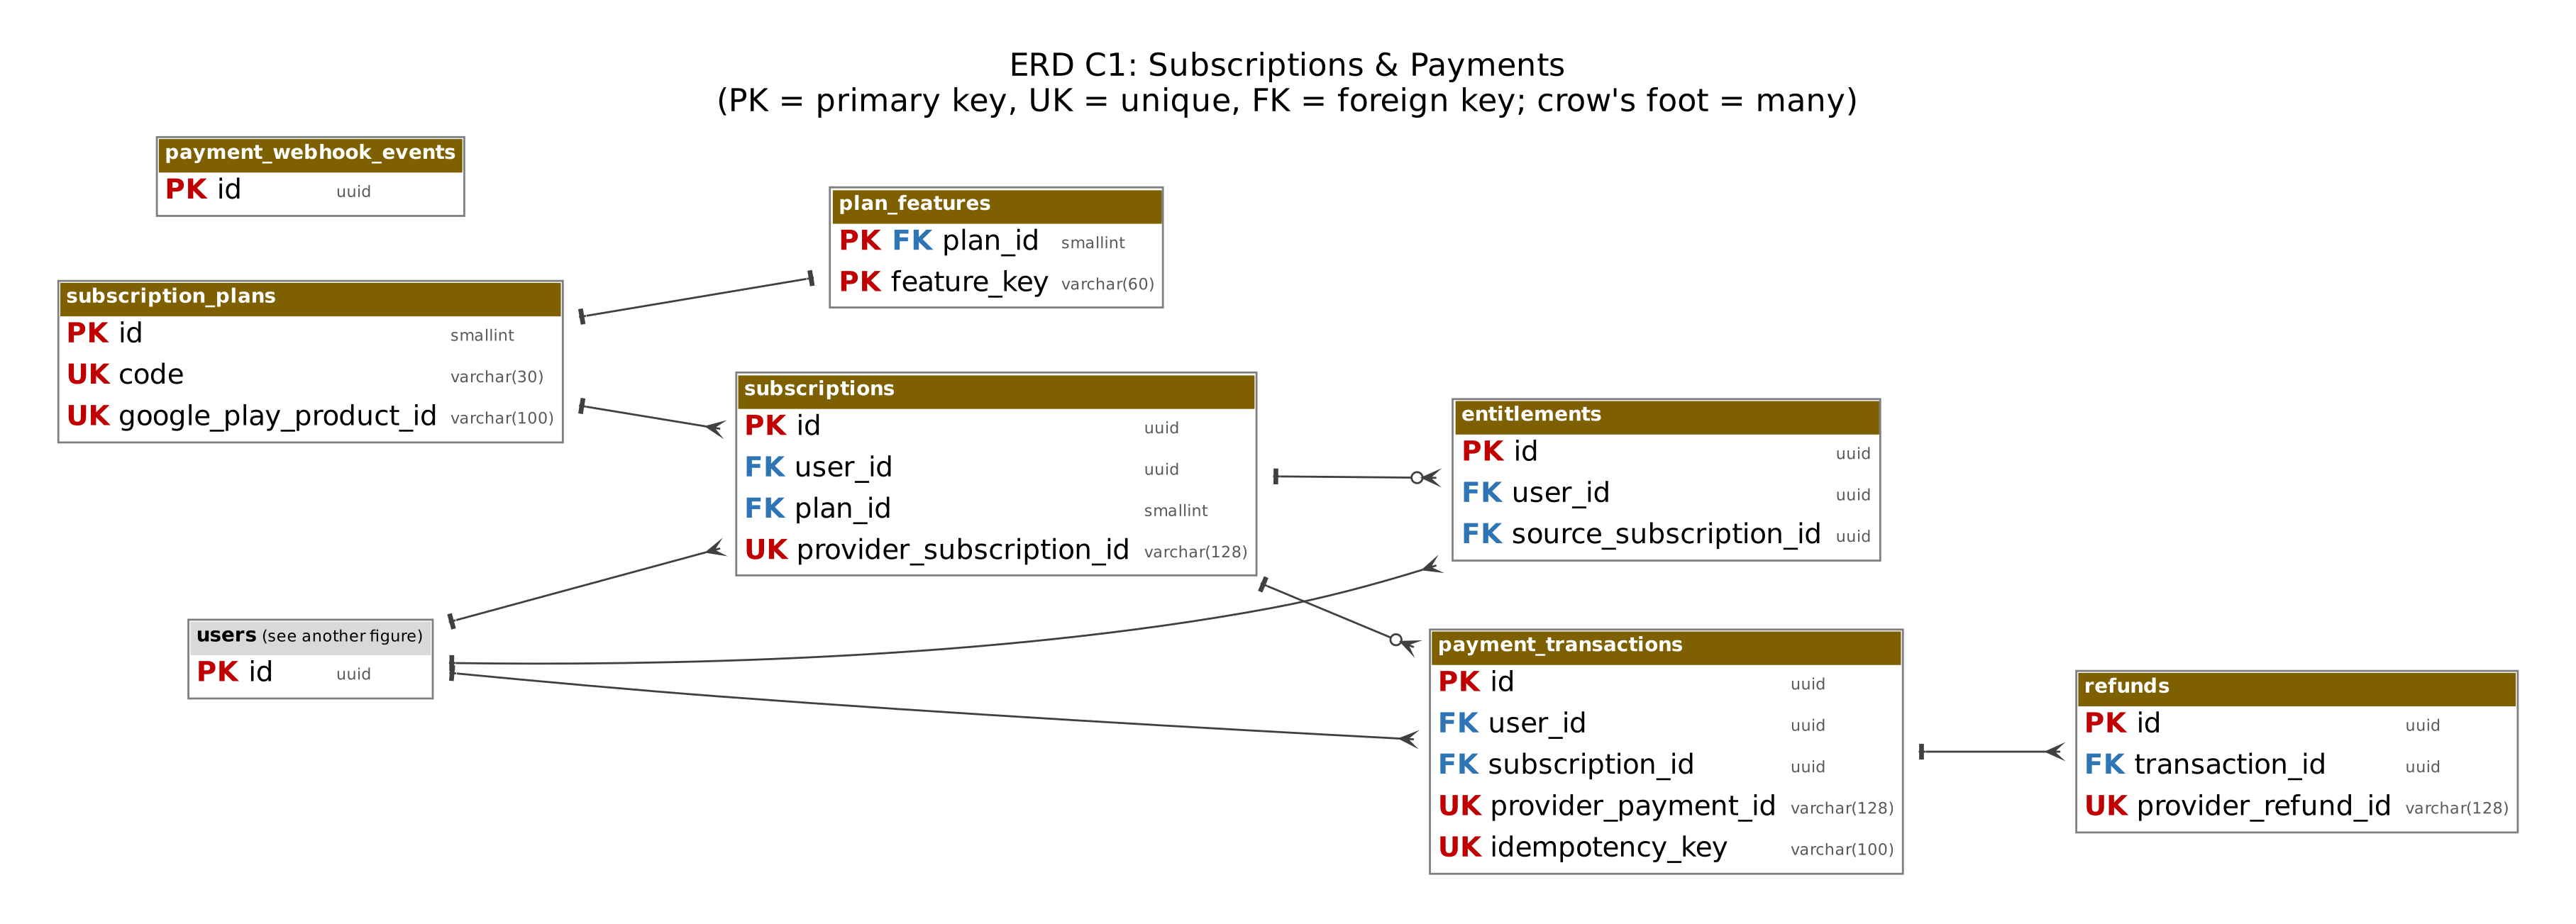 ERD C1: Subscriptions & Payments
(PK = primary key, UK = unique, FK = foreign key; crow's foot = many)
payment_webhook_events
PK id uuid
plan_features
PK FK plan_id smallint
PK feature_key varchar(60)
subscription_plans
PK id smallint
UK code varchar(30)
UK google_play_product_id varchar(100)
subscriptions
PK id uuid
FK user_id uuid
FK plan_id smallint
UK provider_subscription_id varchar(128)
entitlements
PK id uuid
FK user_id uuid
FK source_subscription_id uuid
users (see another figure)
PK id uuid
payment_transactions
PK id uuid
FK user_id uuid
FK subscription_id uuid
UK provider_payment_id varchar(128)
UK idempotency_key varchar(100)
refunds
PK id uuid
FK transaction_id uuid
UK provider_refund_id varchar(128)